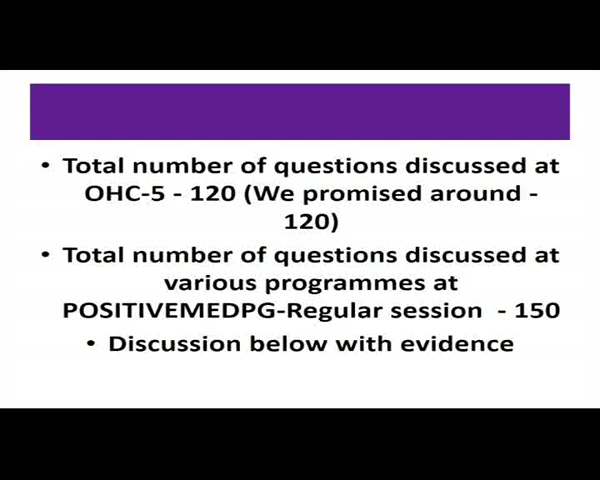 • Total number of questions discussed at
OHC-5 - 120 (We promised around -
120)
• Total number of questions discussed at
various programmes at
POSITIVEMEDPG-Regular session - 150
• Discussion below with evidence